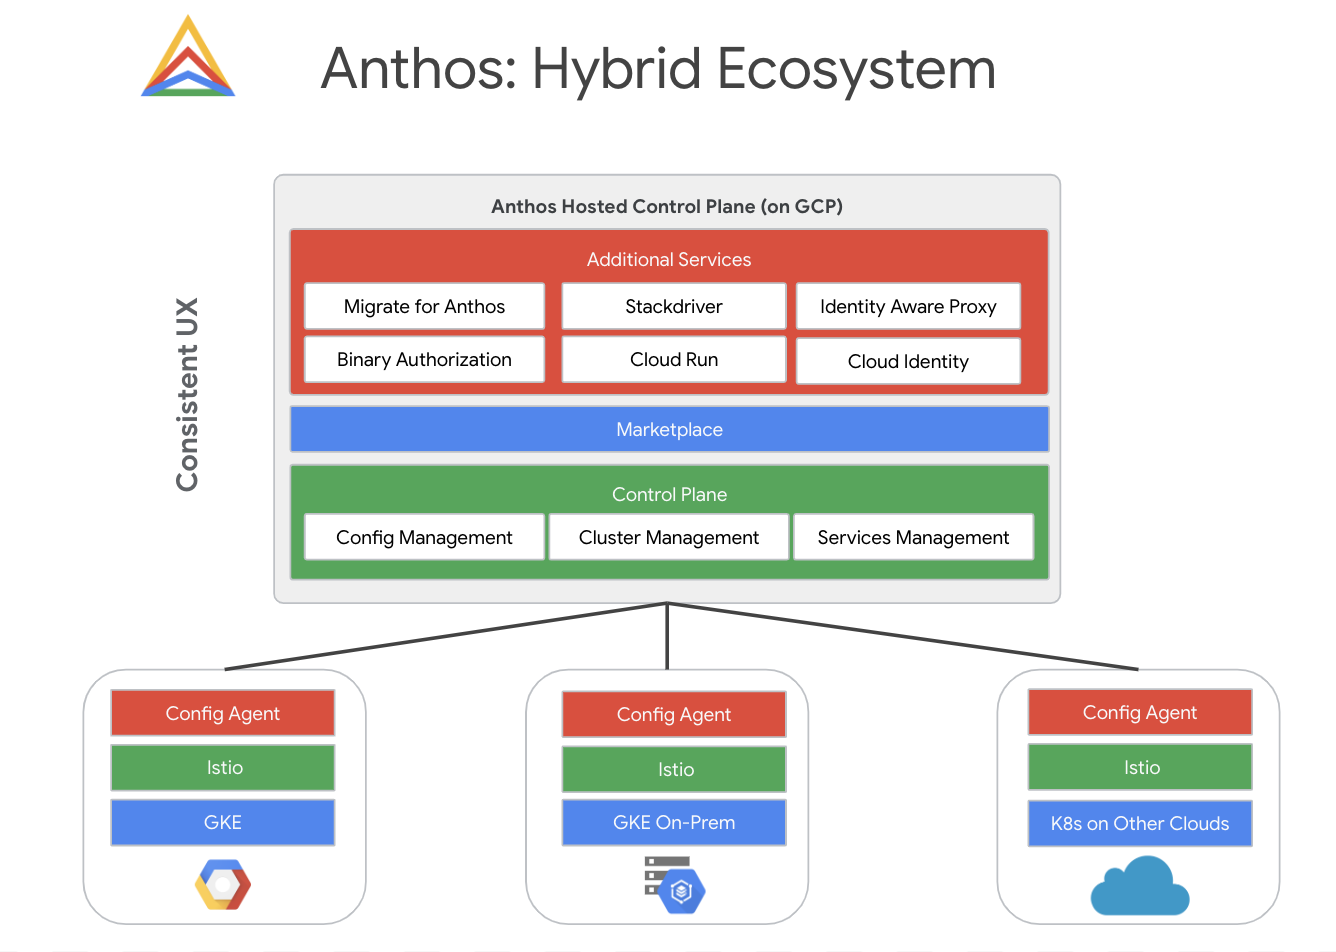 Anthos: Hybrid Ecosystem
Consistent UX
Anthos Hosted Control Plane (on GCP)
Additional Services
Migrate for Anthos
Stackdriver
Identity Aware Proxy
Binary Authorization
Cloud Run
Cloud Identity
Marketplace
Control Plane
Config Management
Cluster Management
Services Management
Config Agent
Istio
GKE
Config Agent
Istio
GKE On-Prem
Config Agent
Istio
K8s on Other Clouds